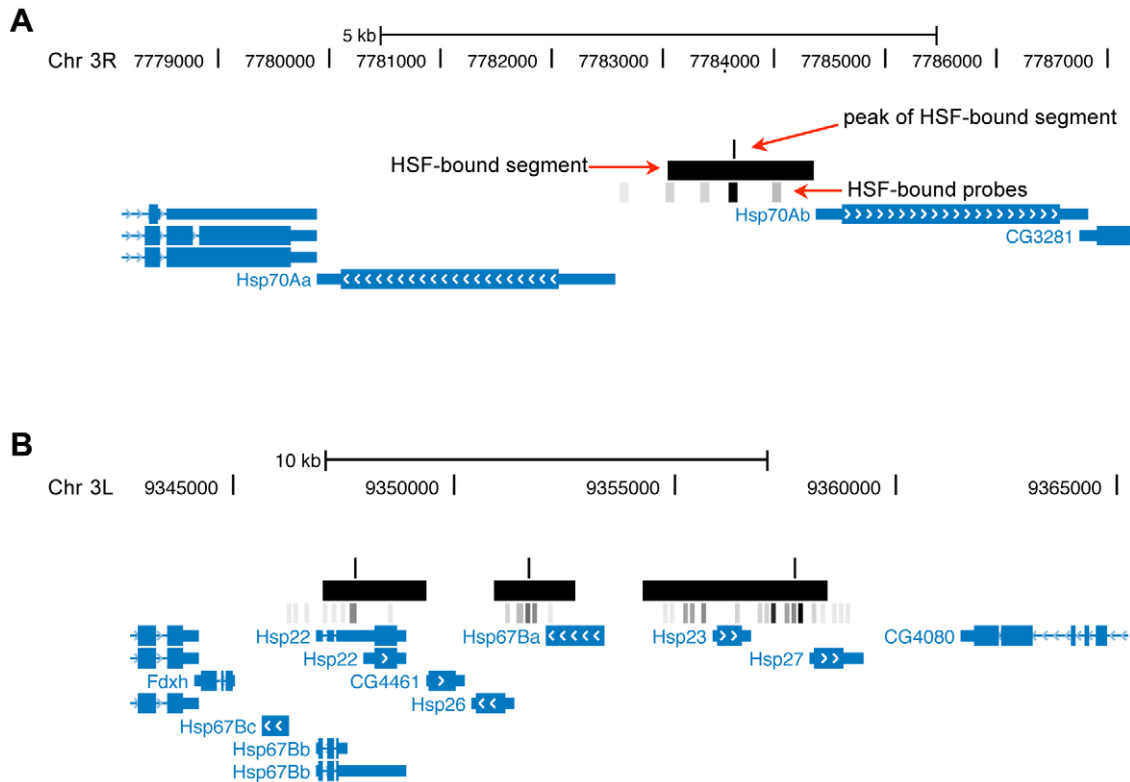 A
5 kb
Chr 3R 7779000 7780000 7781000 7782000 7783000 7784000 7785000 7786000 7787000
peak of HSF-bound segment
HSF-bound segment
HSF-bound probes
Hsp70Ab
CG3281
Hsp70Aa
B
10 kb
Chr 3L 9345000 9350000 9355000 9360000 9365000
Hsp22 Hsp67Ba Hsp23 CG4080
Hsp22 Hsp27
Fdxh CG4461
Hsp26
Hsp67Bc
Hsp67Bb
Hsp67Bb